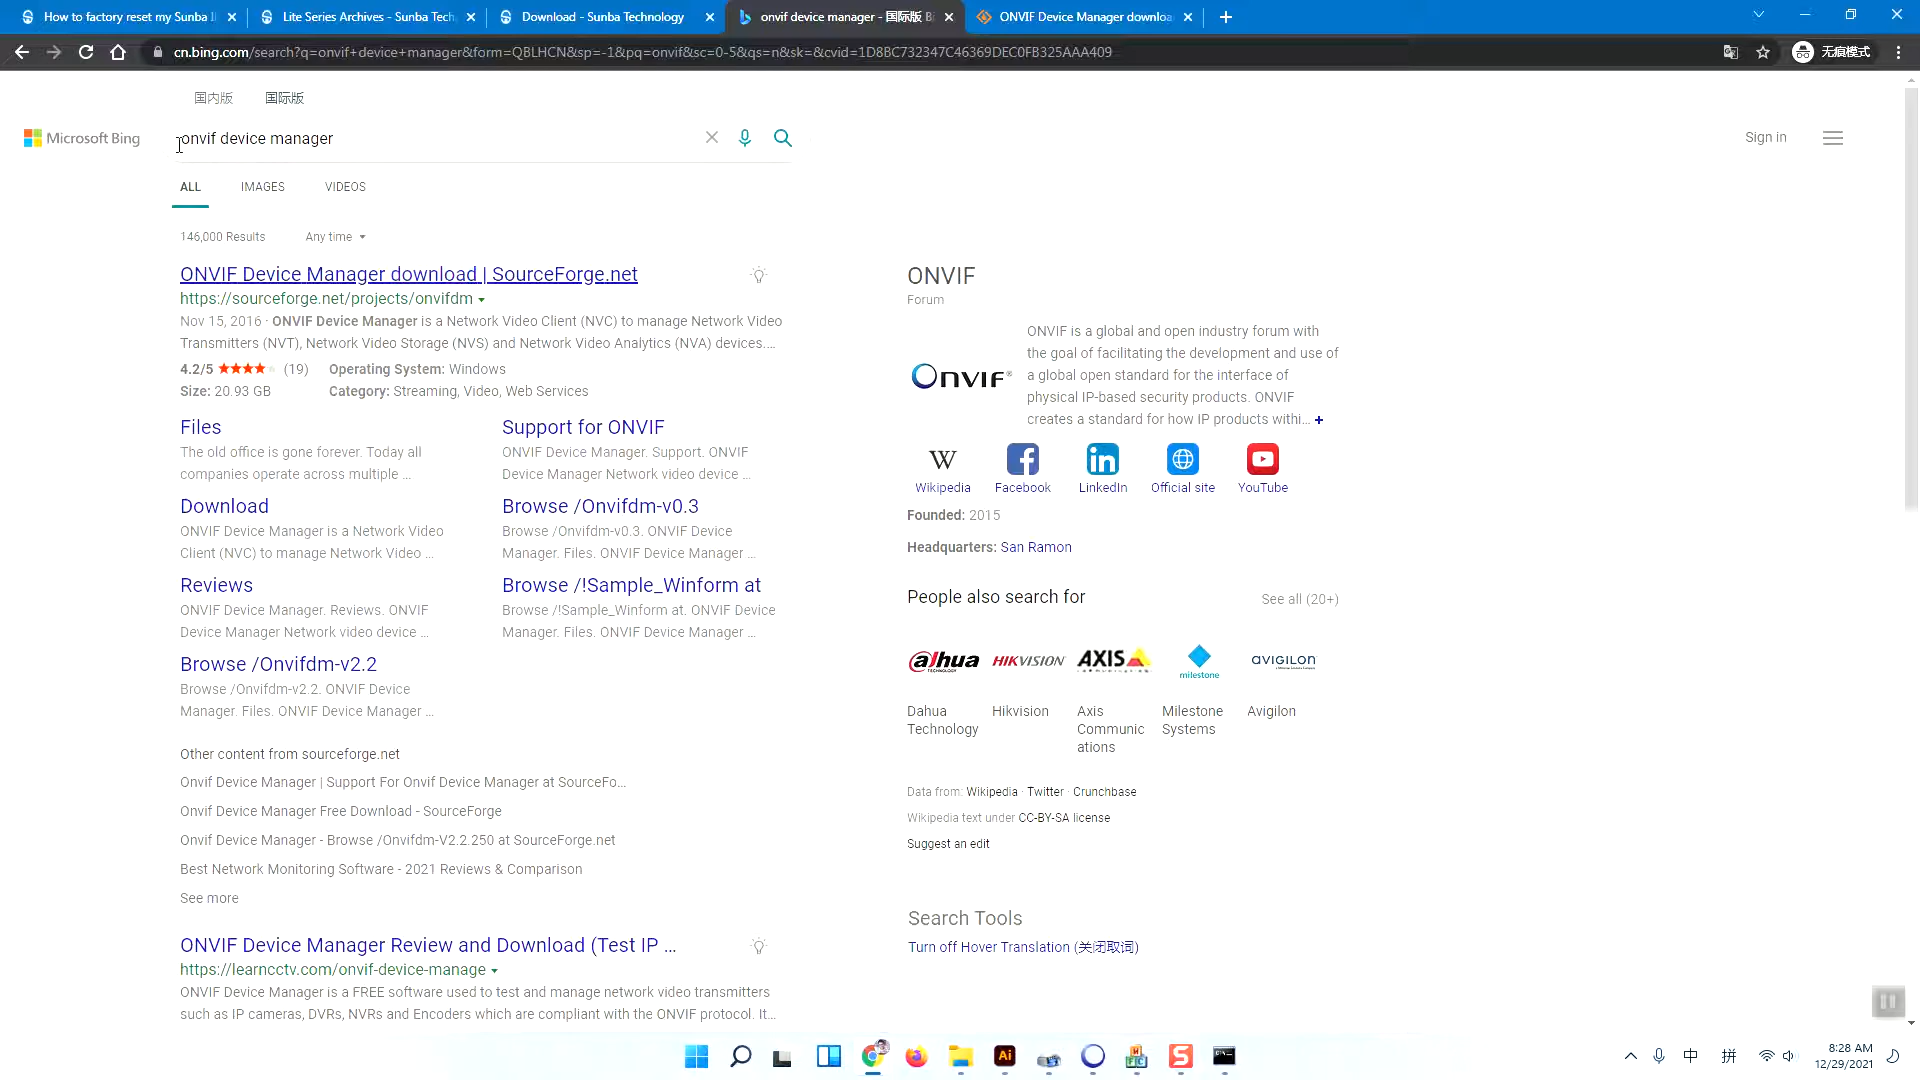 How to factory reset my Sunba I
Lite Series Archives - Sunba Tech
Download - Sunba Technology
onvif device manager - 国际版 B
ONVIF Device Manager downloa
cn.bing.com/search?q=onvif+device+manager&form=QBLHCN&sp=-1&pq=onvif&sc=0-5&qs=n&sk=&cvid=1D8BC732347C46369DEC0FB325AAA409
无痕模式
国内版
国际版
Microsoft Bing
onvif device manager
Sign in
ALL
IMAGES
VIDEOS
146,000 Results
Any time
ONVIF Device Manager download | SourceForge.net
https://sourceforge.net/projects/onvifdm
Nov 15, 2016 · ONVIF Device Manager is a Network Video Client (NVC) to manage Network Video
Transmitters (NVT), Network Video Storage (NVS) and Network Video Analytics (NVA) devices....
4.2/5 (19) Operating System: Windows
Size: 20.93 GB Category: Streaming, Video, Web Services
Files
The old office is gone forever. Today all
companies operate across multiple ...
Support for ONVIF
ONVIF Device Manager. Support. ONVIF
Device Manager Network video device ...
Download
ONVIF Device Manager is a Network Video
Client (NVC) to manage Network Video ...
Browse /Onvifdm-v0.3
Browse /Onvifdm-v0.3. ONVIF Device
Manager. Files. ONVIF Device Manager ...
Reviews
ONVIF Device Manager. Reviews. ONVIF
Device Manager Network video device ...
Browse /!Sample_Winform at
Browse /!Sample_Winform at. ONVIF Device
Manager. Files. ONVIF Device Manager ...
Browse /Onvifdm-v2.2
Browse /Onvifdm-v2.2. ONVIF Device
Manager. Files. ONVIF Device Manager ...
Other content from sourceforge.net
Onvif Device Manager | Support For Onvif Device Manager at SourceFo...
Onvif Device Manager Free Download - SourceForge
Onvif Device Manager - Browse /Onvifdm-V2.2.250 at SourceForge.net
Best Network Monitoring Software - 2021 Reviews & Comparison
See more
ONVIF Device Manager Review and Download (Test IP ...
https://learncctv.com/onvif-device-manage
ONVIF Device Manager is a FREE software used to test and manage network video transmitters
such as IP cameras, DVRs, NVRs and Encoders which are compliant with the ONVIF protocol. It...
ONVIF
Forum
ONVIF®
ONVIF is a global and open industry forum with
the goal of facilitating the development and use of
a global open standard for the interface of
physical IP-based security products. ONVIF
creates a standard for how IP products withi... +
W
Wikipedia
Facebook
LinkedIn
Official site
YouTube
Founded: 2015
Headquarters: San Ramon
People also search for
See all (20+)
alhua
TECHNOLOGY
HIKVISION
AXIS
milestone
AVIGILON
Dahua
Technology
Hikvision
Axis
Communic
ations
Milestone
Systems
Avigilon
Data from: Wikipedia · Twitter · Crunchbase
Wikipedia text under CC-BY-SA license
Suggest an edit
Search Tools
Turn off Hover Translation (关闭取词)
Ai
S
中
拼
8:28 AM
12/29/2021